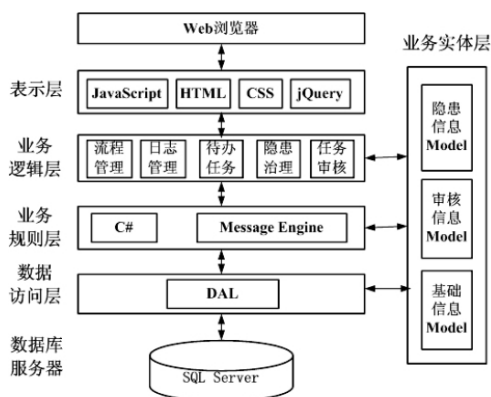 Web浏览器
业务实体层
表示层
JavaScript
HTML
CSS
jQuery
业务
逻辑层
流程
管理
日志
管理
待办
任务
隐患
治理
任务
审核
隐患
信息
Model
业务
规则层
C#
Message Engine
审核
信息
Model
数据
访问层
DAL
基础
信息
Model
数据库
服务器
SQL Server